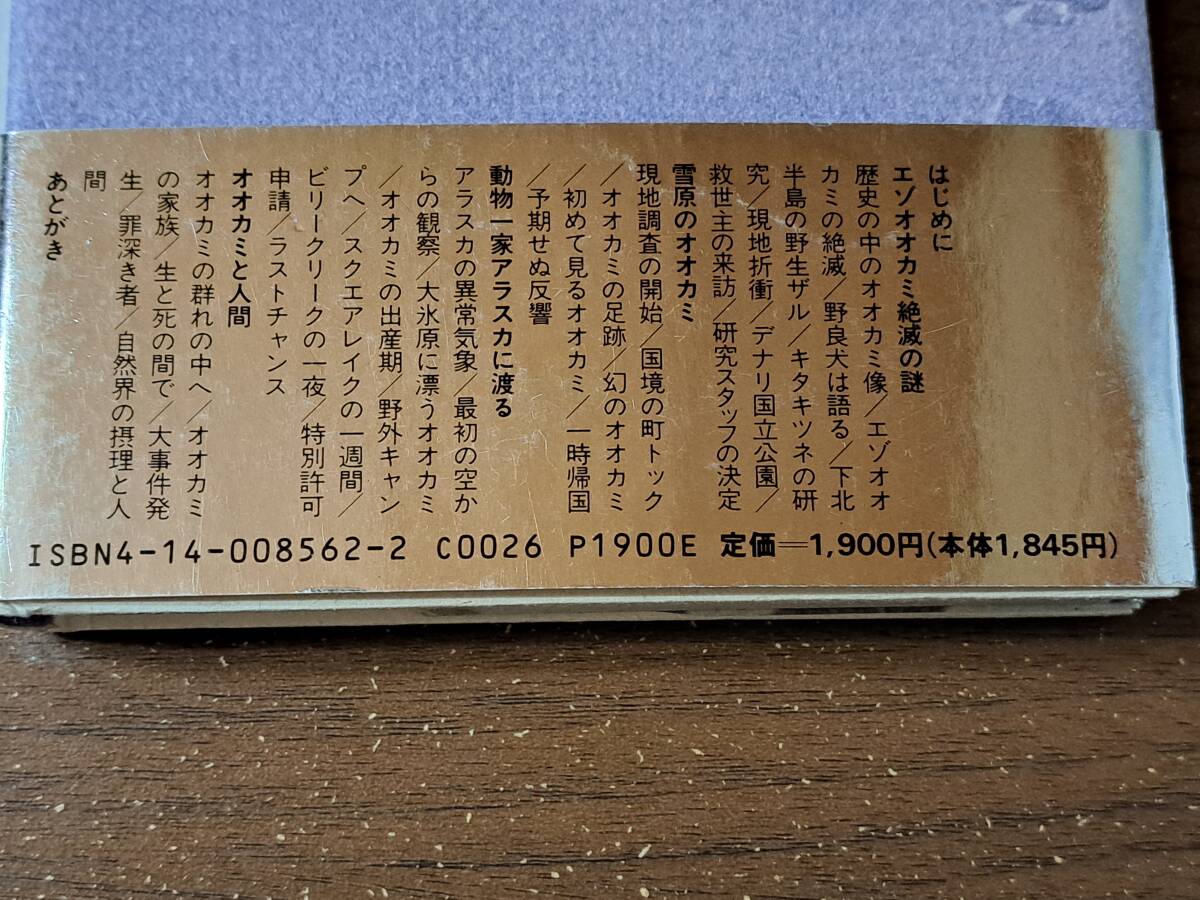 はじめに
エゾオオカミ絶滅の謎
歴史の中のオオカミ像／エゾオオ
カミの絶滅／野良犬は語る／下北
半島の野生ザル／キタキツネの研
究／現地折衝／デナリ国立公園／
救世主の来訪／研究スタッフの決定
雪原のオオカミ
現地調査の開始／国境の町トック
／オオカミの足跡／幻のオオカミ
／初めて見るオオカミ／一時帰国
／予期せぬ反響
動物一家アラスカに渡る
アラスカの異常気象／最初の空か
らの観察／大氷原に漂うオオカミ
／オオカミの出産期／野外キャン
プへ／スクエアレイクの一週間／
ビリークリークの一夜／特別許可
申請／ラストチャンス
オオカミと人間
オオカミの群れの中へ／オオカミ
の家族／生と死の間で／大事件発
生／罪深き者／自然界の摂理と人
間
あとがき
ISBN4-14-008562-2 C0026 P1900E 定価＝1,900円(本体1,845円)